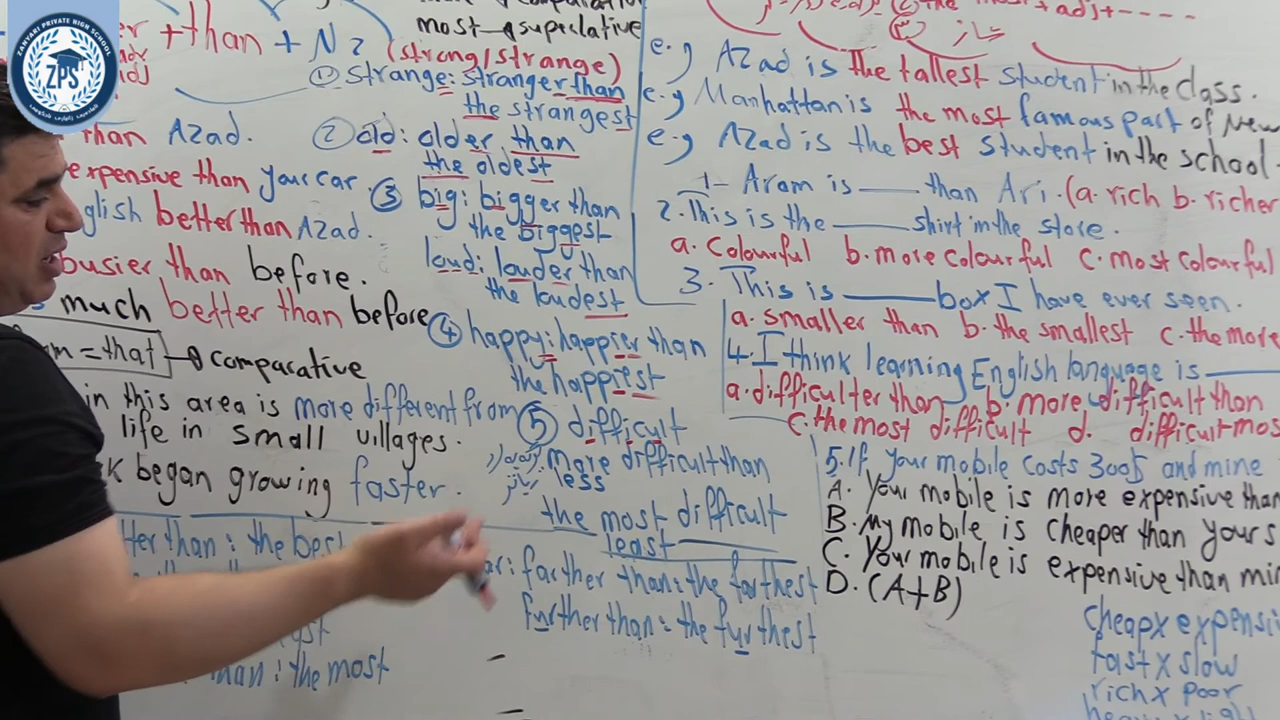 ZANYARI PRIVATE HIGH SCHOOL
ZPS
+ than + N2
most → superlative
(strong/strange)
① strange: stranger than
the strangest
than Azad.
② old: older than
the oldest
expensive than your car
③ big: bigger than
the biggest
better than Azad.
loud: louder than
the loudest
busier than before.
much better than before
④ happy: happier than
the happiest
= that → comparative
in this area is more different from
life in small villages.
⑤ difficult
more difficult than
less
began growing faster.
the most difficult
least
than: the best
farther than: the farthest
further than: the furthest
: the most
e.g Azad is the tallest student in the class.
e.g Manhattan is the most famous part of New
e.g Azad is the best student in the school
1- Aram is ____ than Ari. (a. rich b. richer
2. This is the ____ shirt in the store.
a. Colourful b. more colourful c. most colourful
3. This is ____ box I have ever seen.
a. smaller than b. the smallest c. the more
4. I think learning English language is ____
a. difficulter than b. more difficult than
c. the most difficult d. difficult
5. If your mobile costs 300$ and mine
A. Your mobile is more expensive than
B. My mobile is cheaper than yours
C. Your mobile is expensive than
D. (A+B)
cheap x
fast x slow
rich x poor